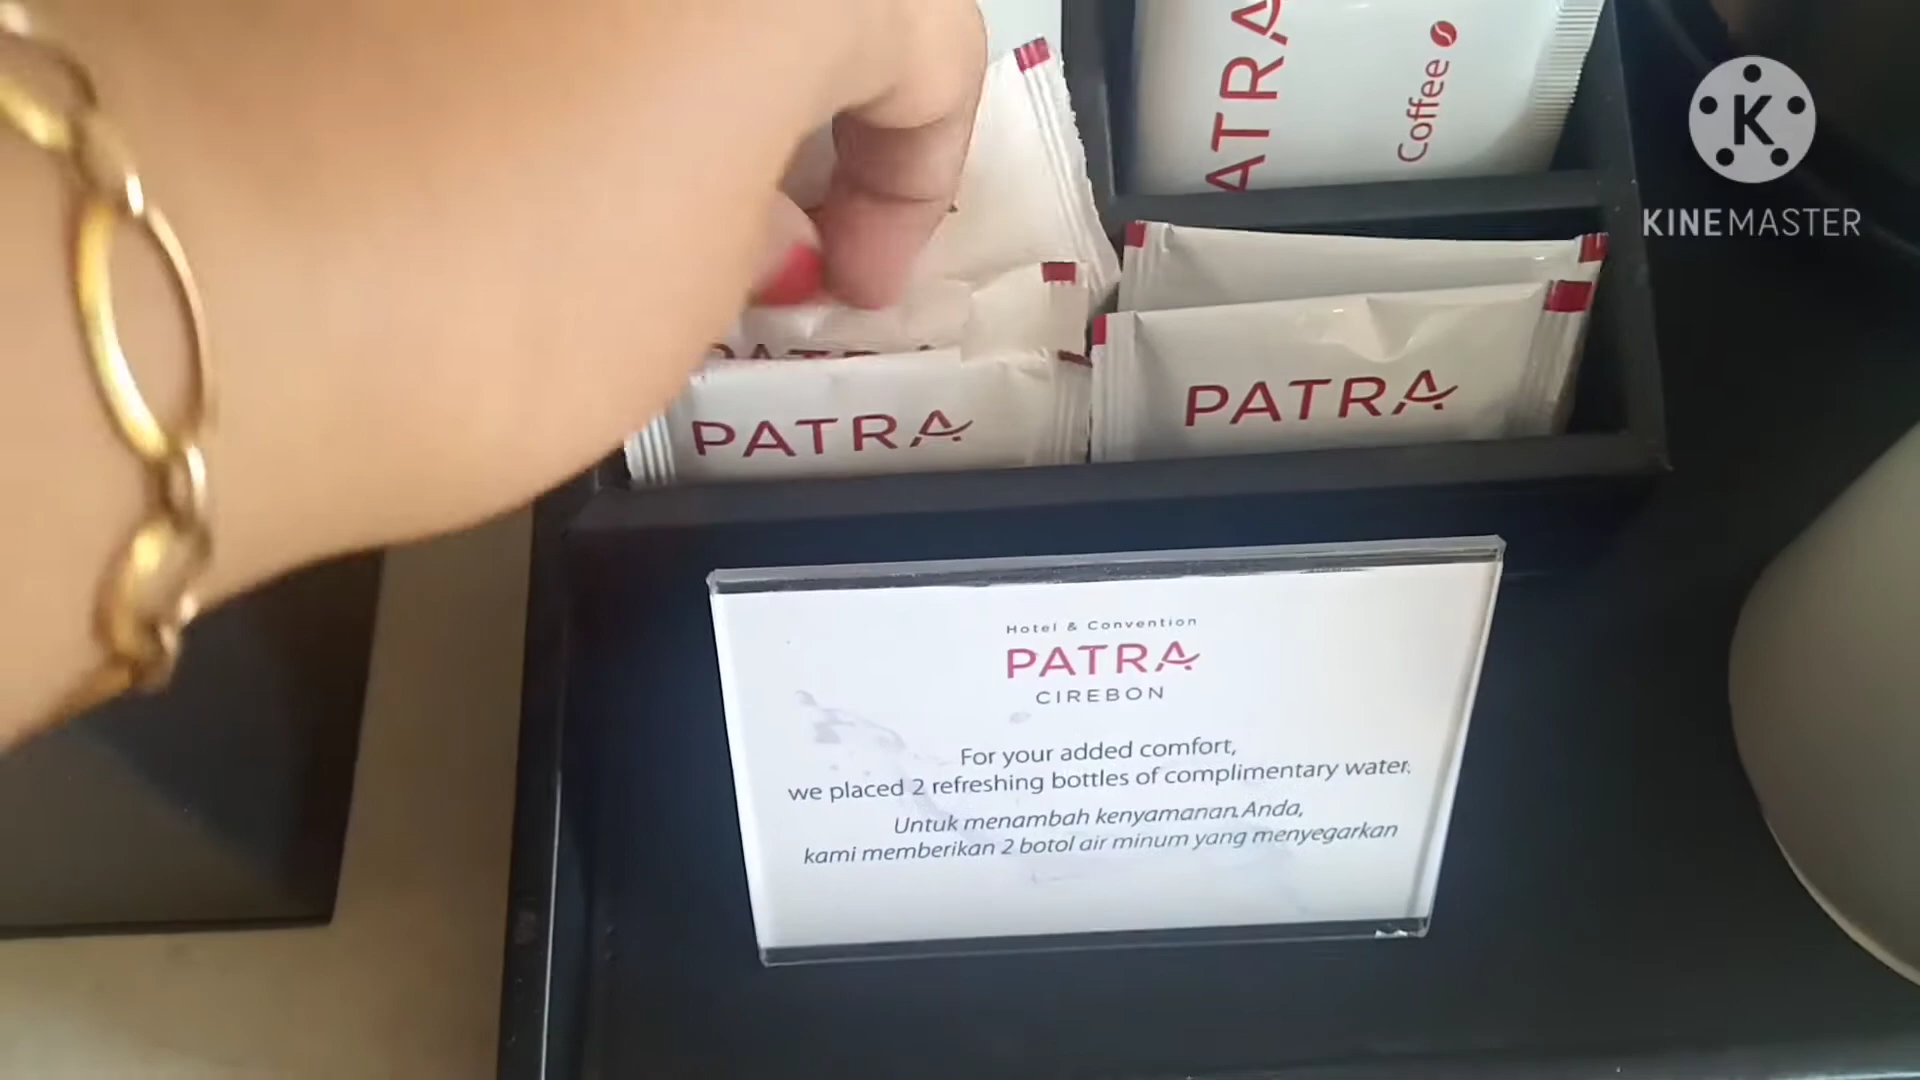 PATRA
Coffee
K
KINEMASTER
PATRA
PATRA
PATRA
Hotel & Convention
PATRA
CIREBON
For your added comfort,
we placed 2 refreshing bottles of complimentary water.
Untuk menambah kenyamanan Anda,
kami memberikan 2 botol air minum yang menyegarkan